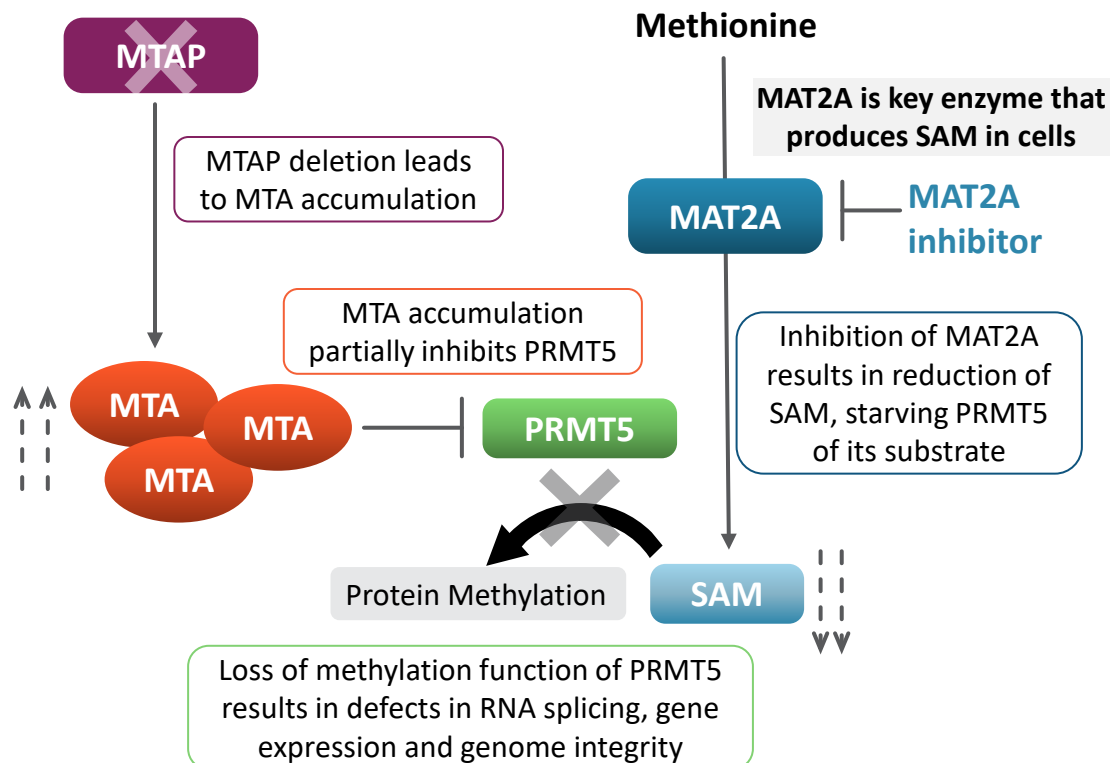 MTAP
Methionine
MAT2A is key enzyme that
produces SAM in cells
MTAP deletion leads
to MTA accumulation
MAT2A
MAT2A
inhibitor
MTA accumulation
partially inhibits PRMT5
Inhibition of MAT2A
results in reduction of
SAM, starving PRMT5
of its substrate
MTA
MTA
MTA
PRMT5
Protein Methylation
SAM
Loss of methylation function of PRMT5
results in defects in RNA splicing, gene
expression and genome integrity